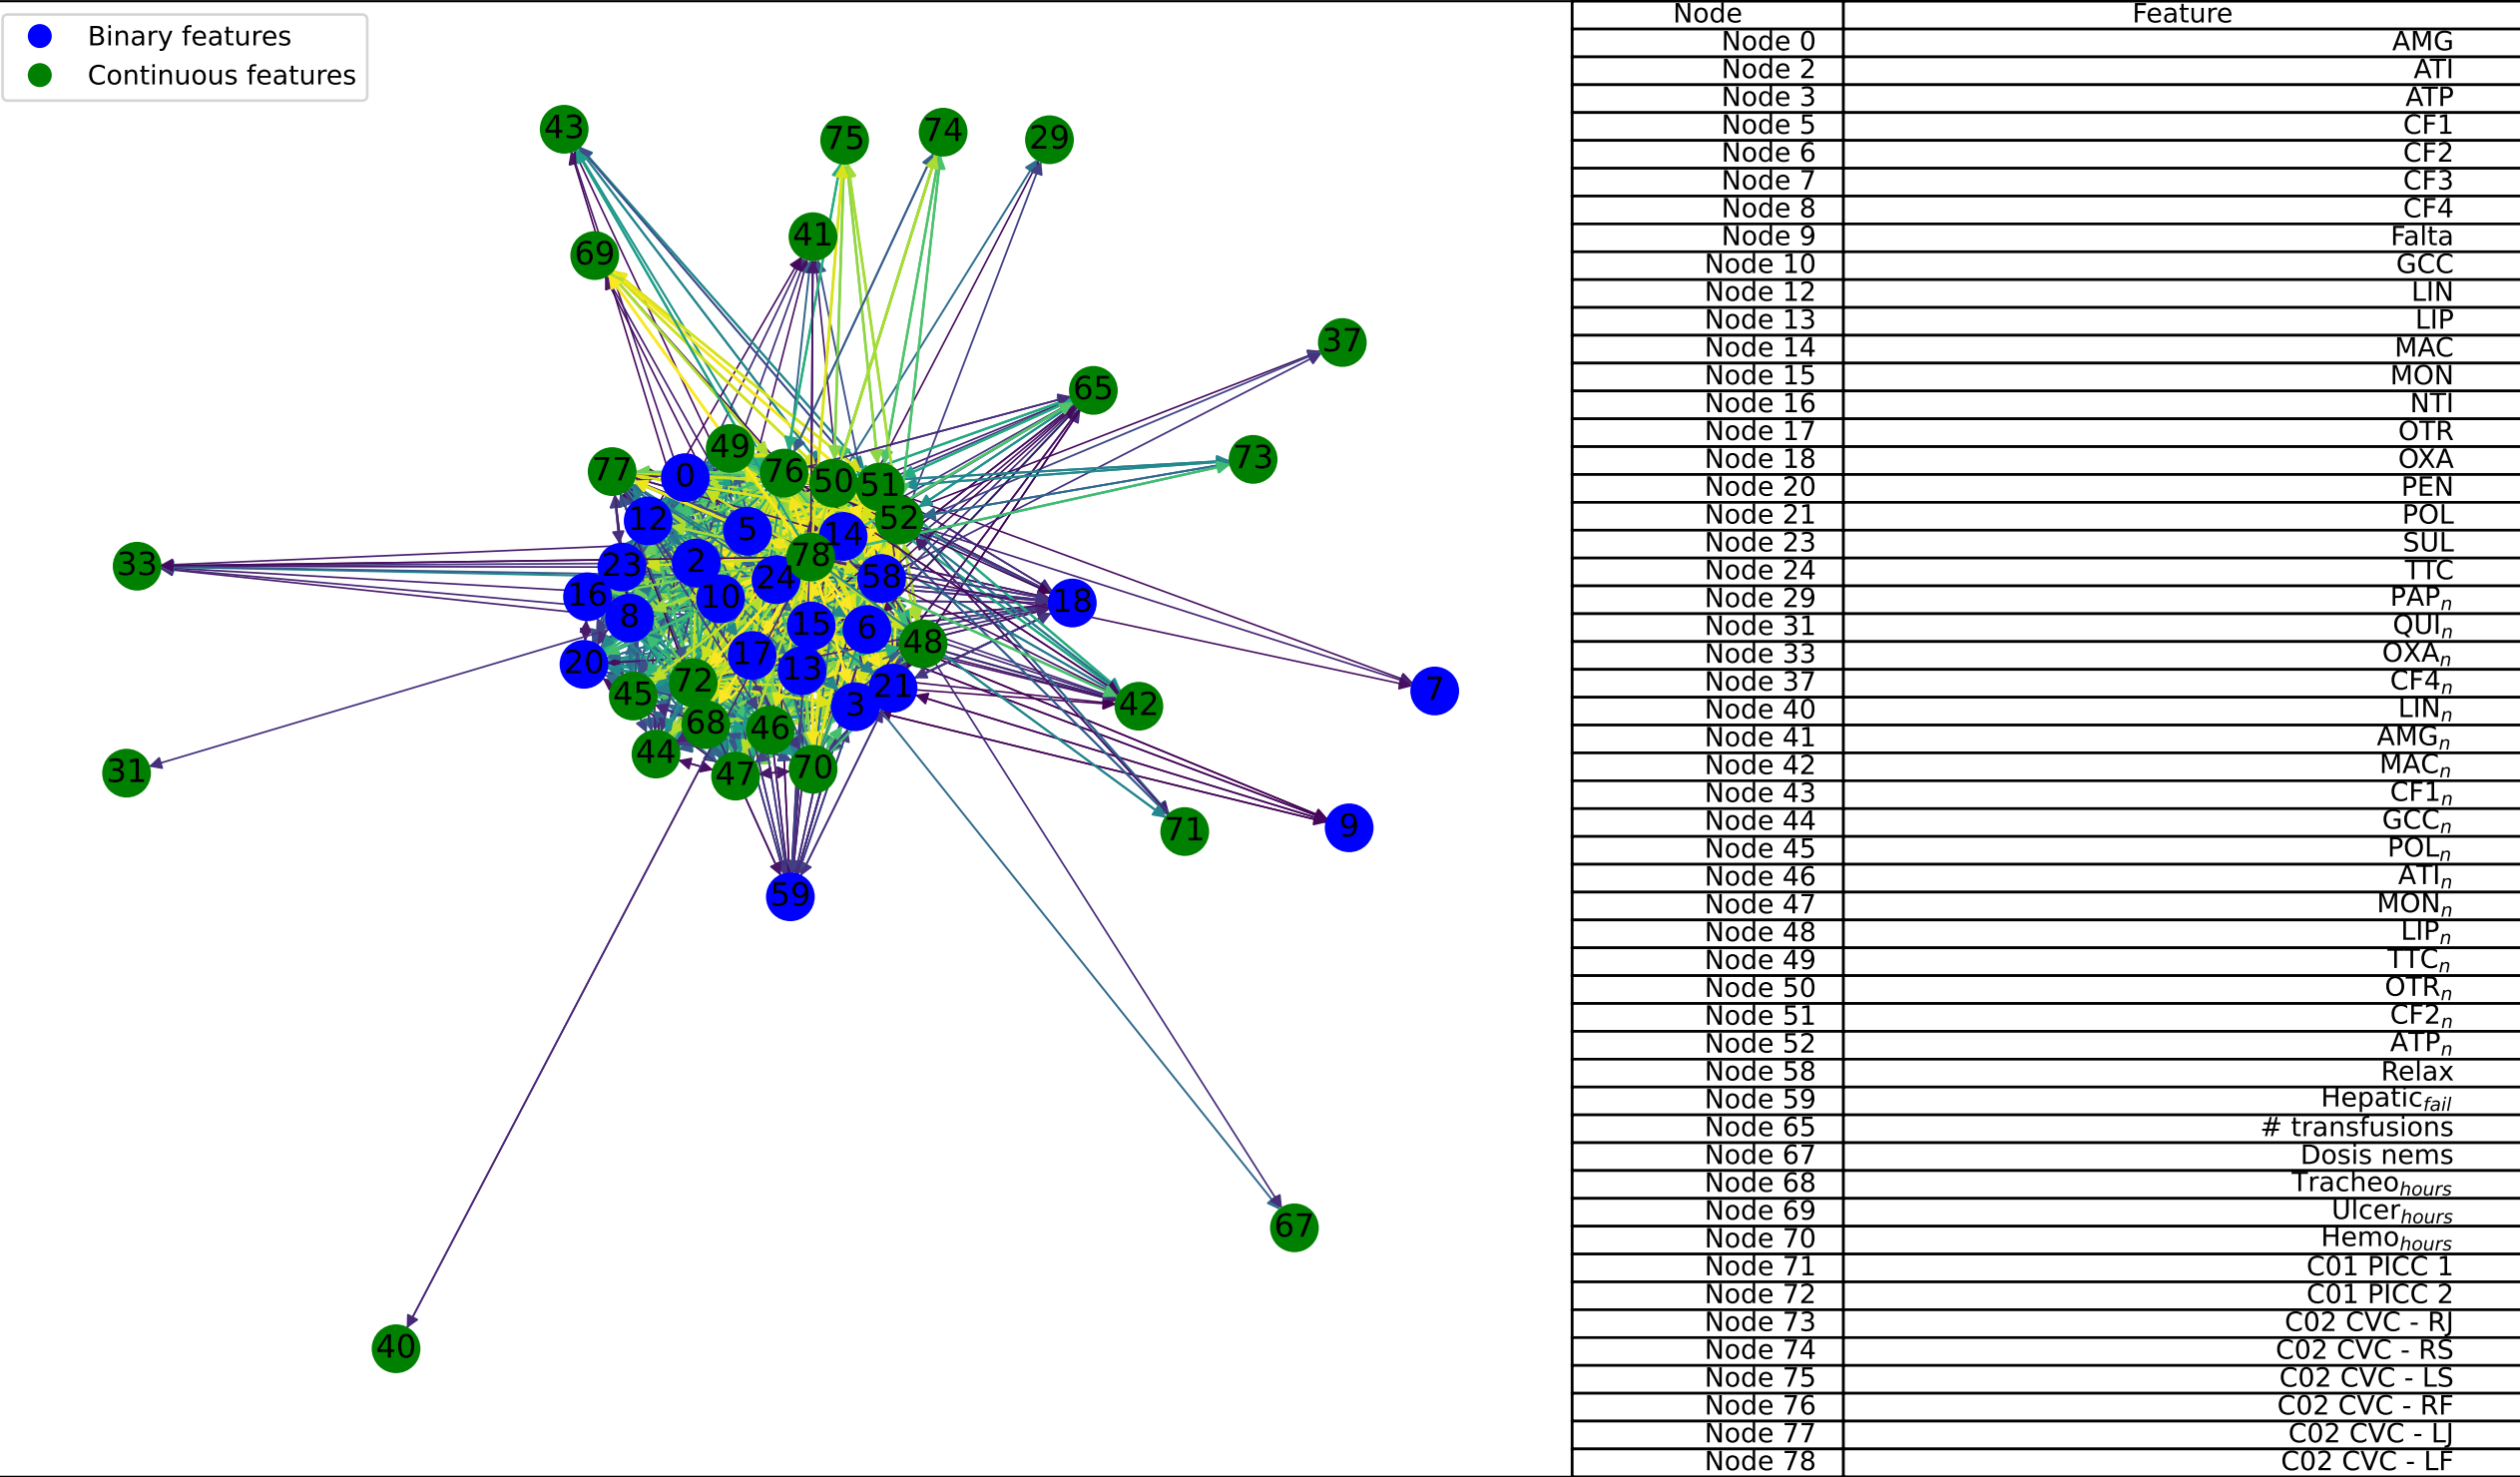 Binary features
Continuous features
43
75
74
29
41
69
37
65
49
73
77
0
76
50
51
12
5
52
14
78
33
23
2
24
58
16
10
18
8
15
6
48
20
17
13
72
21
7
45
3
42
68
46
44
47
70
31
71
9
59
67
40
Node Feature
Node 0 AMG
Node 2 ATI
Node 3 ATP
Node 5 CF1
Node 6 CF2
Node 7 CF3
Node 8 CF4
Node 9 Falta
Node 10 GCC
Node 12 LIN
Node 13 LIP
Node 14 MAC
Node 15 MON
Node 16 NTI
Node 17 OTR
Node 18 OXA
Node 20 PEN
Node 21 POL
Node 23 SUL
Node 24 TTC
Node 29 PAPn
Node 31 QUIn
Node 33 OXAn
Node 37 CF4n
Node 40 LINn
Node 41 AMGn
Node 42 MACn
Node 43 CF1n
Node 44 GCCn
Node 45 POLn
Node 46 ATIn
Node 47 MONn
Node 48 LIPn
Node 49 TTCn
Node 50 OTRn
Node 51 CF2n
Node 52 ATPn
Node 58 Relax
Node 59 Hepaticfail
Node 65 # transfusions
Node 67 Dosis nems
Node 68 Tracheohours
Node 69 Ulcerhours
Node 70 Hemohours
Node 71 C01 PICC 1
Node 72 C01 PICC 2
Node 73 C02 CVC - RJ
Node 74 C02 CVC - RS
Node 75 C02 CVC - LS
Node 76 C02 CVC - RF
Node 77 C02 CVC - LJ
Node 78 C02 CVC - LF